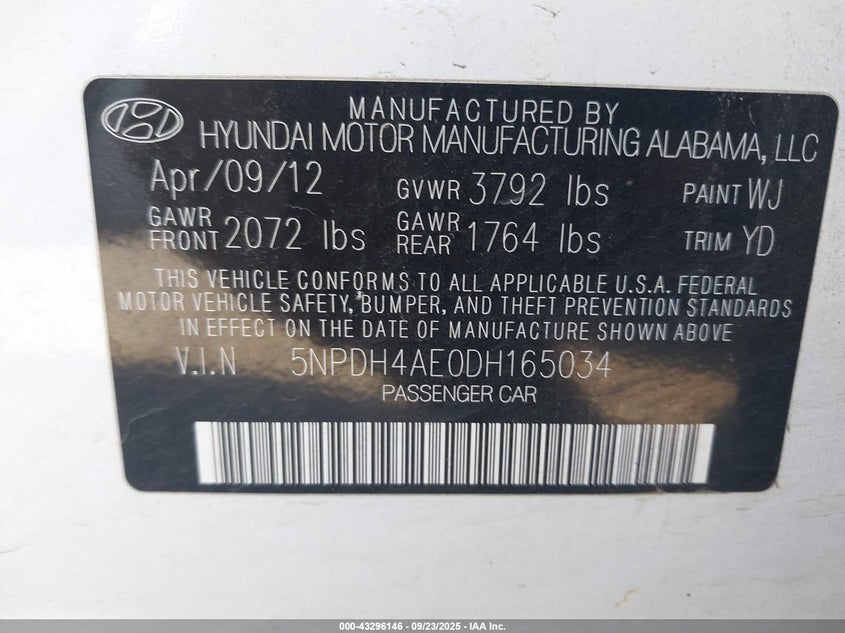 MANUFACTURED BY
HYUNDAI MOTOR MANUFACTURING ALABAMA, LLC
Apr/09/12 GVWR 3792 lbs PAINT WJ
GAWR FRONT 2072 lbs GAWR REAR 1764 lbs TRIM YD
THIS VEHICLE CONFORMS TO ALL APPLICABLE U.S.A. FEDERAL
MOTOR VEHICLE SAFETY, BUMPER, AND THEFT PREVENTION STANDARDS
IN EFFECT ON THE DATE OF MANUFACTURE SHOWN ABOVE
V.I.N 5NPDH4AE0DH165034
PASSENGER CAR
000-43296146 - 09/23/2025 - IAA Inc.